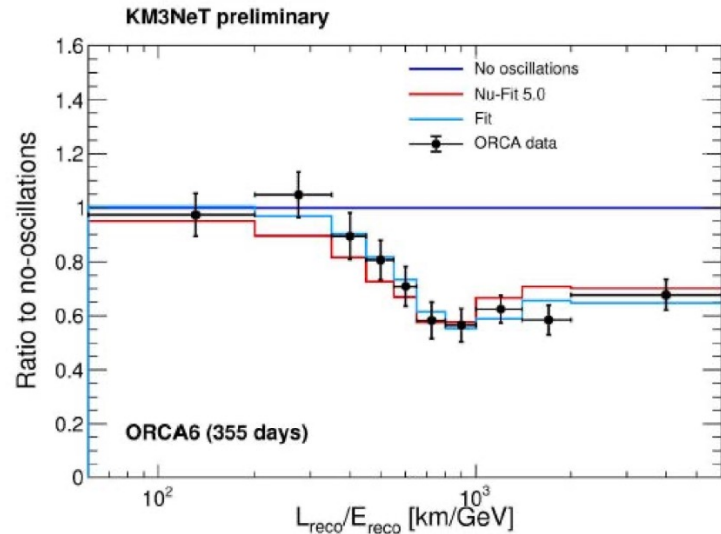 KM3NeT preliminary
Ratio to no-oscillations
1.6
1.4
1.2
1
0.8
0.6
0.4
0.2
0
No oscillations
Nu-Fit 5.0
Fit
ORCA data
ORCA6 (355 days)
10²
10³
L_reco/E_reco [km/GeV]